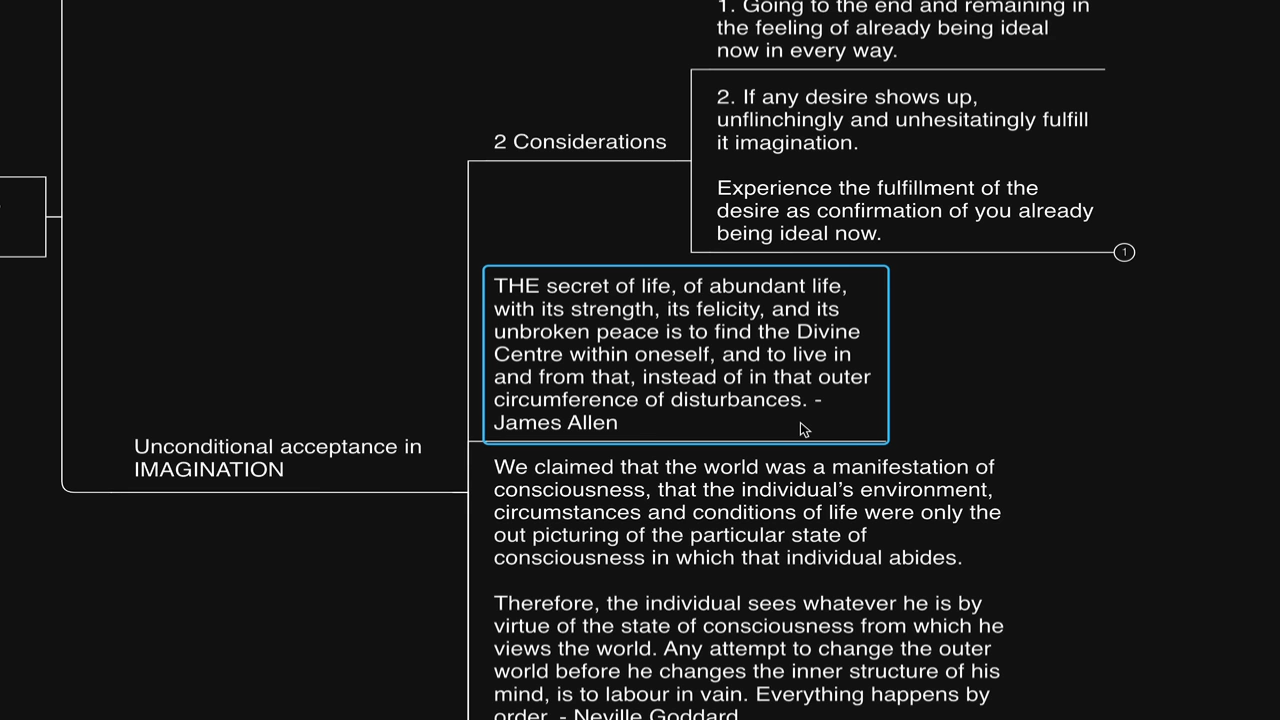 1. Going to the end and remaining in
the feeling of already being ideal
now in every way.
2. If any desire shows up,
unflinchingly and unhesitatingly fulfill
it imagination.
Experience the fulfillment of the
desire as confirmation of you already
being ideal now.
1
2 Considerations
THE secret of life, of abundant life,
with its strength, its felicity, and its
unbroken peace is to find the Divine
Centre within oneself, and to live in
and from that, instead of in that outer
circumference of disturbances. -
James Allen
Unconditional acceptance in
IMAGINATION
We claimed that the world was a manifestation of
consciousness, that the individual’s environment,
circumstances and conditions of life were only the
out picturing of the particular state of
consciousness in which that individual abides.
Therefore, the individual sees whatever he is by
virtue of the state of consciousness from which he
views the world. Any attempt to change the outer
world before he changes the inner structure of his
mind, is to labour in vain. Everything happens by
order. - Neville Goddard